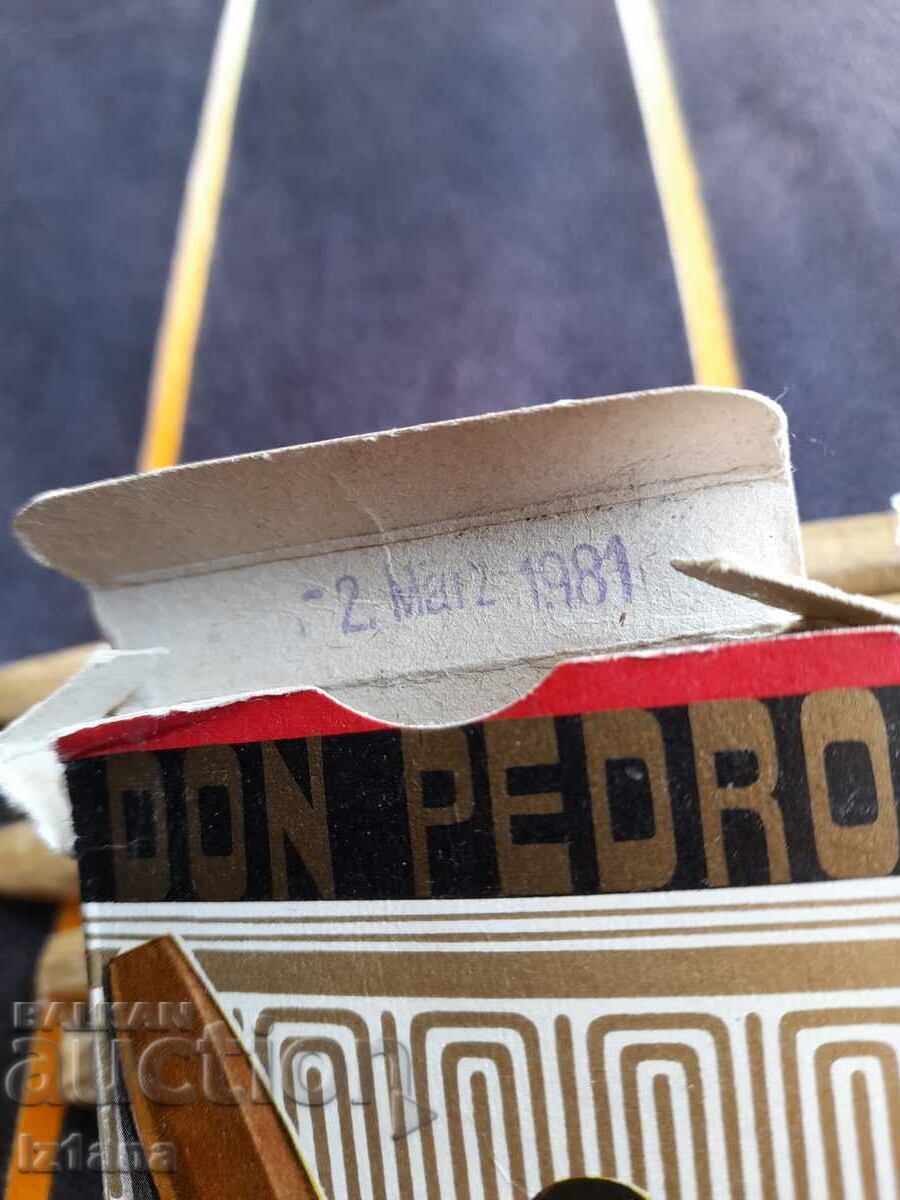 2. März 1981
DON PEDRO
BALKAN
auction
Iz1ana